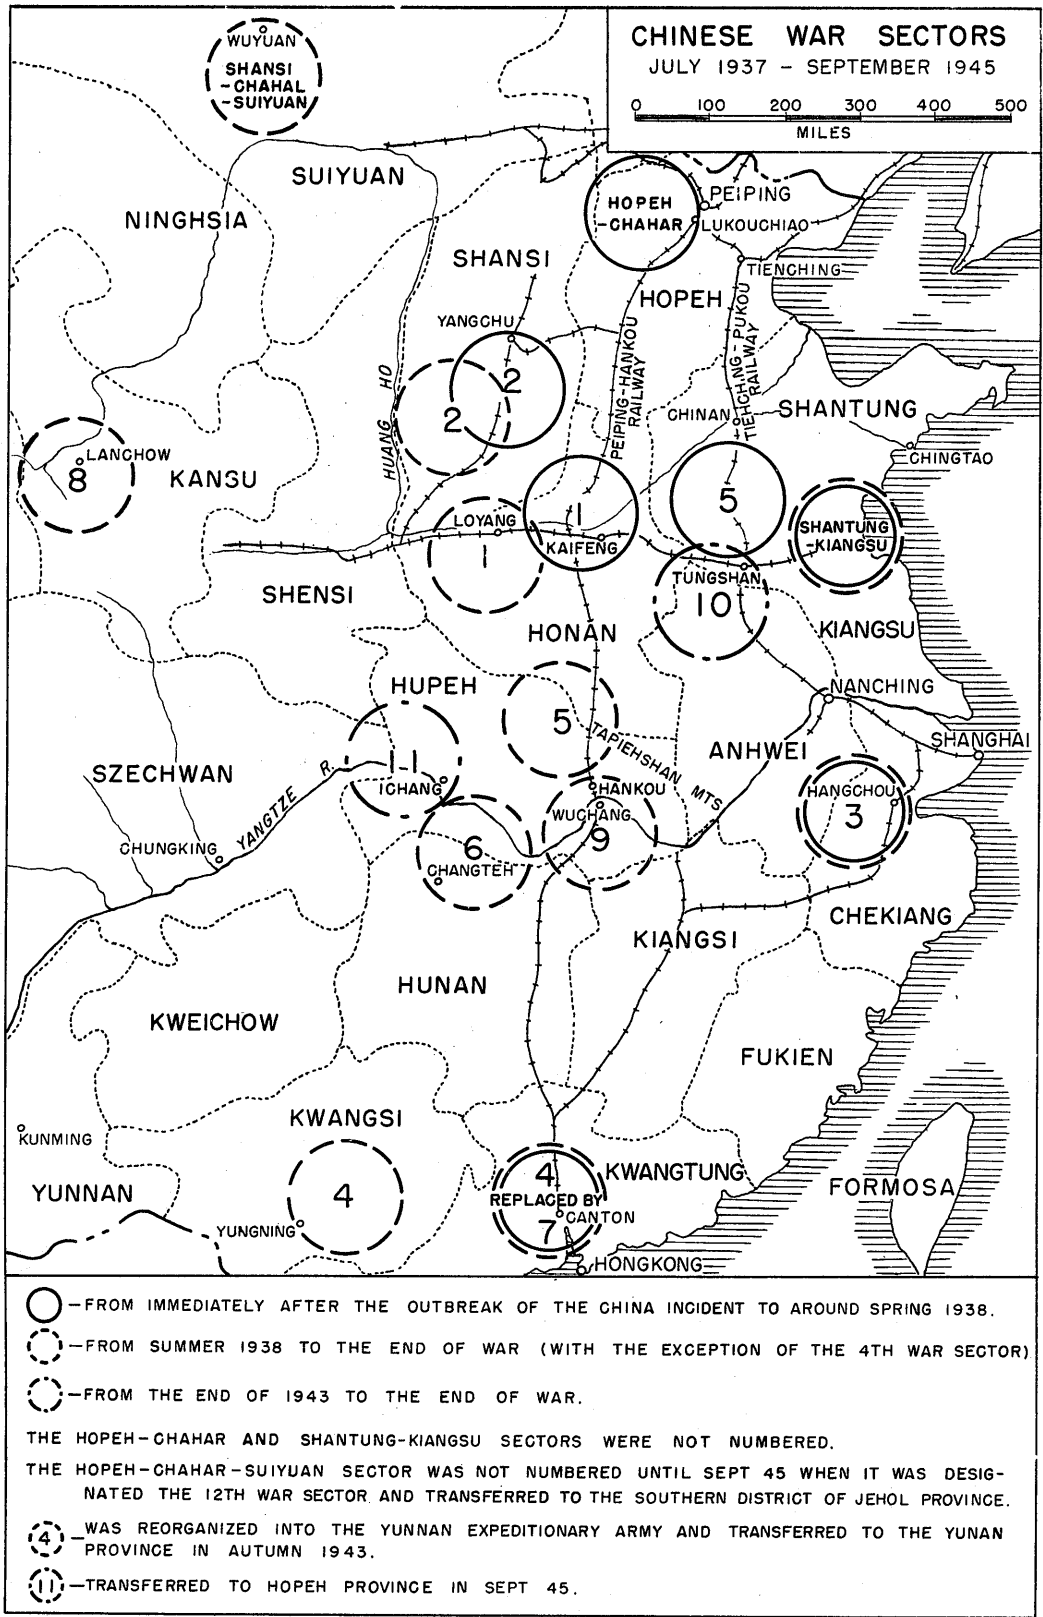 CHINESE WAR SECTORS
JULY 1937 – SEPTEMBER 1945
0 100 200 300 400 500
MILES
WUYUAN
SHANSI
-CHAHAL
-SUIYUAN
SUIYUAN
NINGHSIA
HOPEH
-CHAHAR
PEIPING
LUKOUCHIAO
SHANSI
TIENCHING
HOPEH
YANGCHU
2
2
HUANG HO
PEIPING-HANKOU
RAILWAY
TIEHCHNG-PUKOU
RAILWAY
CHINAN
SHANTUNG
CHINGTAO
LANCHOW
8
KANSU
LOYANG
1
1
KAIFENG
5
SHANTUNG
-KIANGSU
TUNGSHAN
10
SHENSI
HONAN
KIANGSU
HUPEH
5
NANCHING
TAPIEHSHAN MTS
ANHWEI
SHANGHAI
11
ICHANG
SZECHWAN
YANGTZE R.
HANKOU
WUCHANG
9
HANGCHOU
3
CHUNGKING
6
CHANGTEH
CHEKIANG
KIANGSI
HUNAN
KWEICHOW
FUKIEN
KWANGSI
KUNMING
YUNNAN
4
YUNGNING
4
REPLACED BY
7
CANTON
KWANGTUNG
FORMOSA
HONGKONG
–FROM IMMEDIATELY AFTER THE OUTBREAK OF THE CHINA INCIDENT TO AROUND SPRING 1938.
–FROM SUMMER 1938 TO THE END OF WAR (WITH THE EXCEPTION OF THE 4TH WAR SECTOR)
–FROM THE END OF 1943 TO THE END OF WAR.
THE HOPEH-CHAHAR AND SHANTUNG-KIANGSU SECTORS WERE NOT NUMBERED.
THE HOPEH-CHAHAR-SUIYUAN SECTOR WAS NOT NUMBERED UNTIL SEPT 45 WHEN IT WAS DESIG-
NATED THE 12TH WAR SECTOR AND TRANSFERRED TO THE SOUTHERN DISTRICT OF JEHOL PROVINCE.
4 –WAS REORGANIZED INTO THE YUNNAN EXPEDITIONARY ARMY AND TRANSFERRED TO THE YUNAN
PROVINCE IN AUTUMN 1943.
11 –TRANSFERRED TO HOPEH PROVINCE IN SEPT 45.